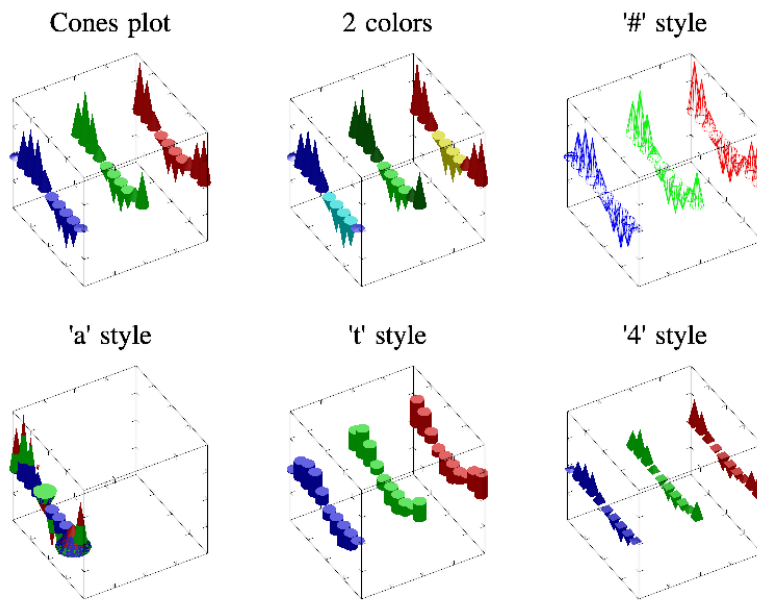 Cones plot
2 colors
'#' style
'a' style
't' style
'4' style